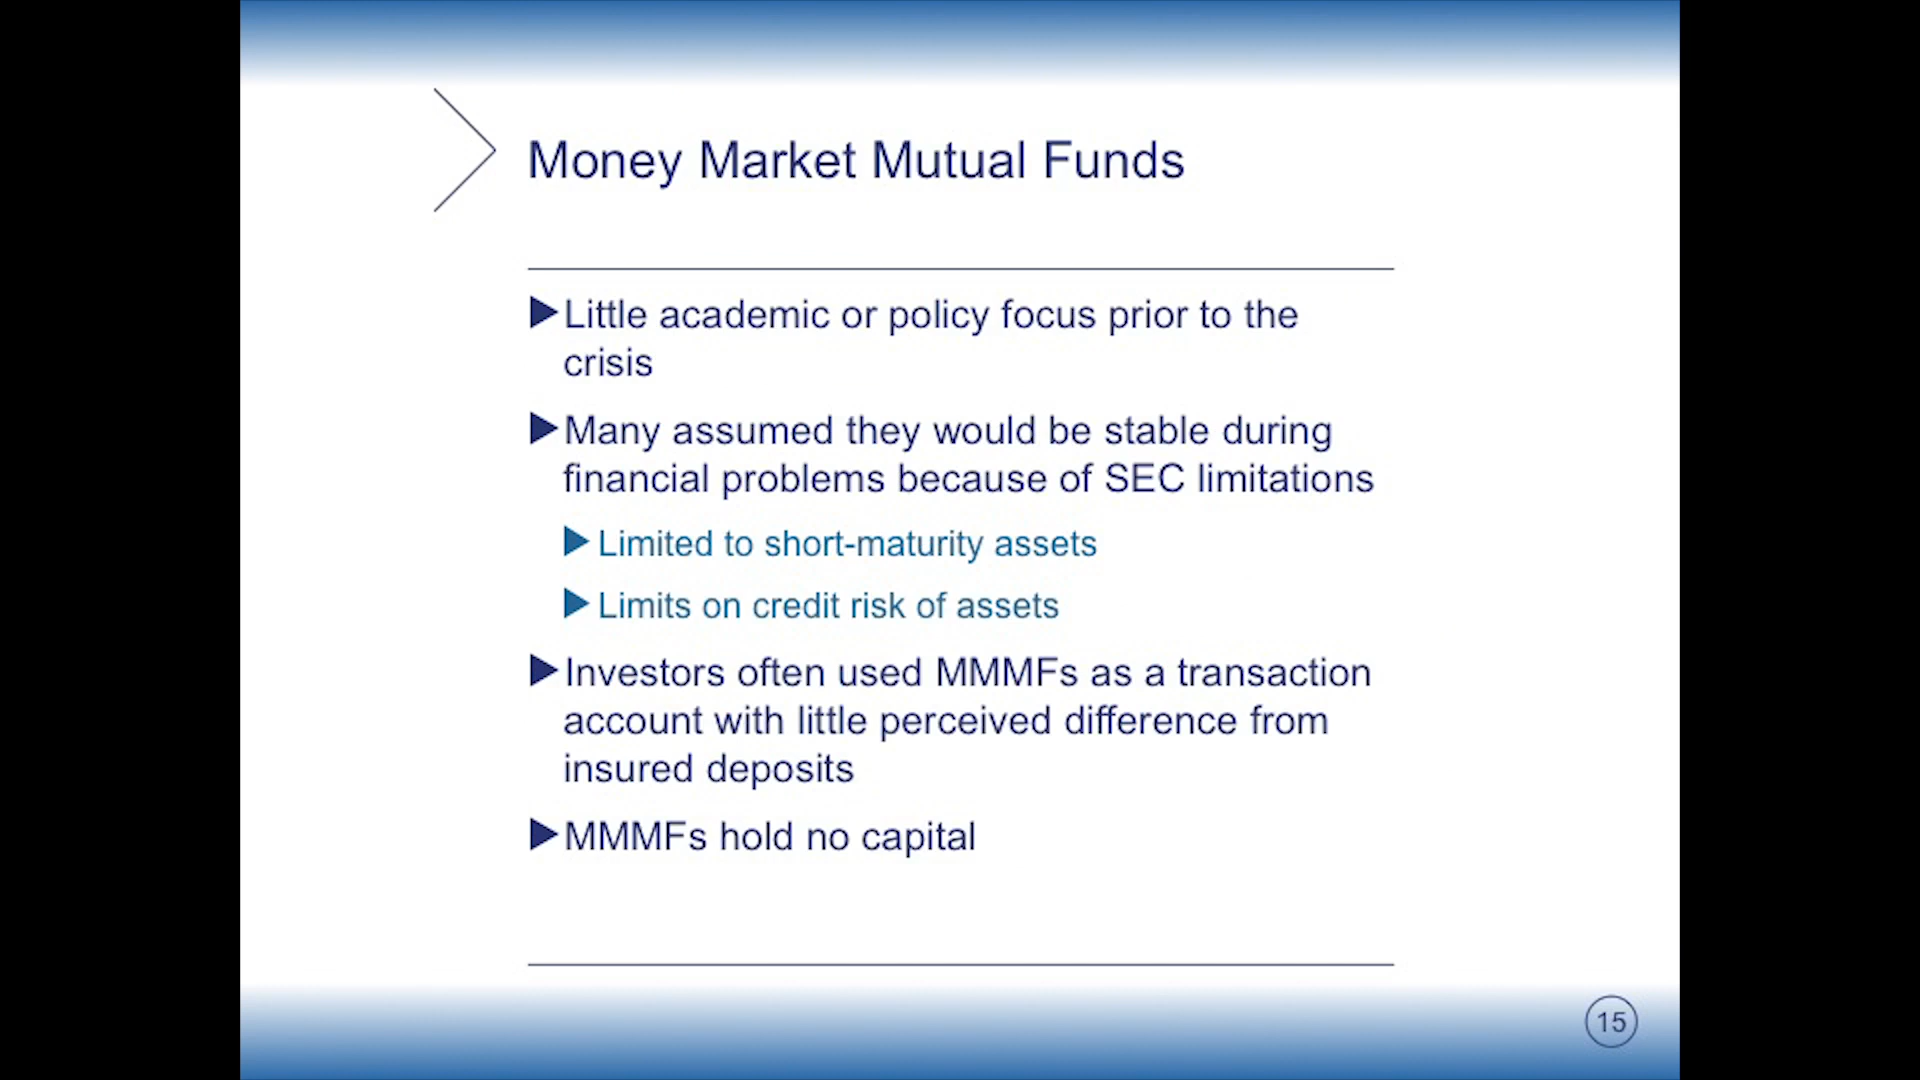 Money Market Mutual Funds
Little academic or policy focus prior to the
crisis
Many assumed they would be stable during
financial problems because of SEC limitations
Limited to short-maturity assets
Limits on credit risk of assets
Investors often used MMMFs as a transaction
account with little perceived difference from
insured deposits
MMMFs hold no capital
15